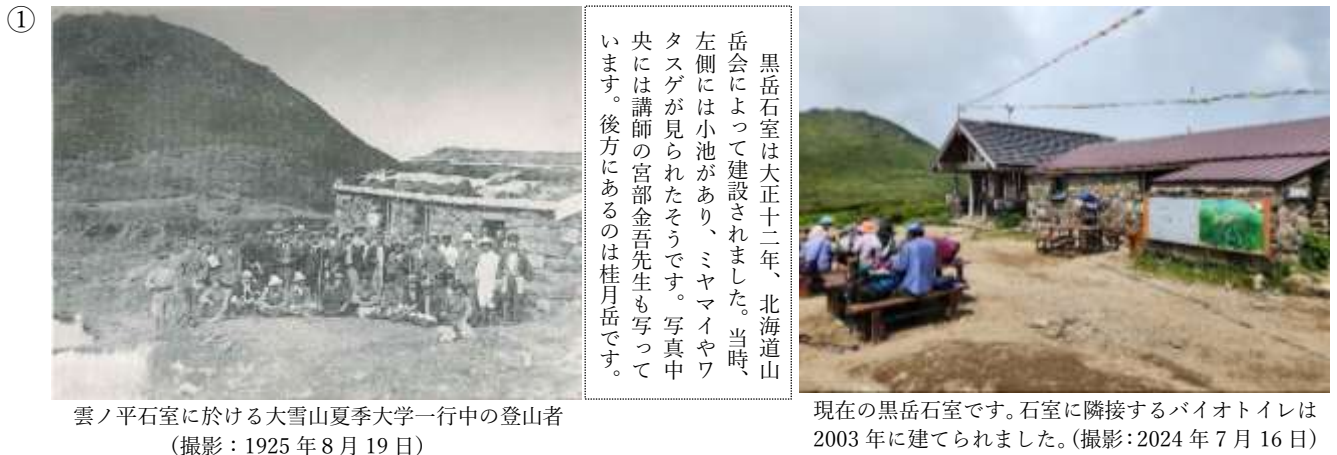 ①
黒岳石室は大正十二年、北海道山
岳会によって建設されました。当時、
左側には小池があり、ミヤマイやワ
タスゲが見られたそうです。写真中
央には講師の宮部金吾先生も写って
います。後方にあるのは桂月岳です。
雲ノ平石室に於ける大雪山夏季大学一行中の登山者
(撮影：1925年8月19日)
現在の黒岳石室です。石室に隣接するバイオトイレは
2003年に建てられました。(撮影：2024年7月16日)